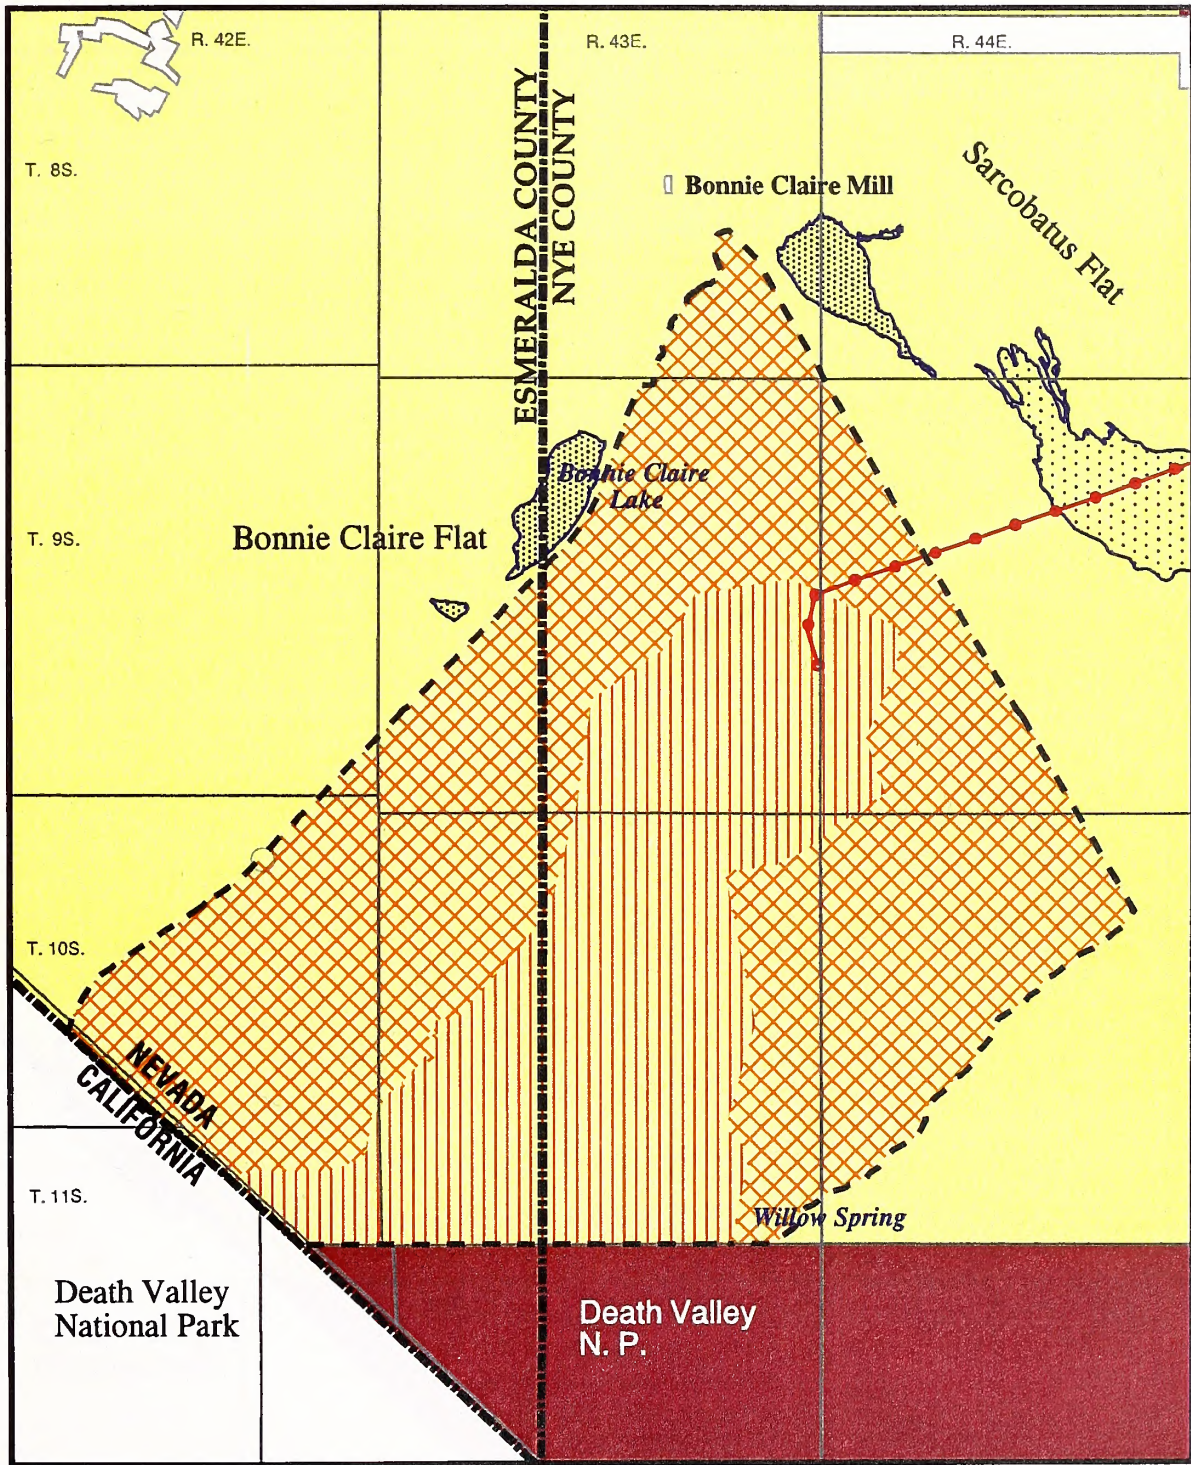 R. 42E.
R. 43E.
R. 44E.
ESMERALDA COUNTY
NYE COUNTY
T. 8S.
Bonnie Claire Mill
Sarcobatus Flat
Bonnie Claire
Lake
T. 9S.
Bonnie Claire Flat
T. 10S.
NEVADA
CALIFORNIA
T. 11S.
Willow Spring
Death Valley
National Park
Death Valley
N. P.